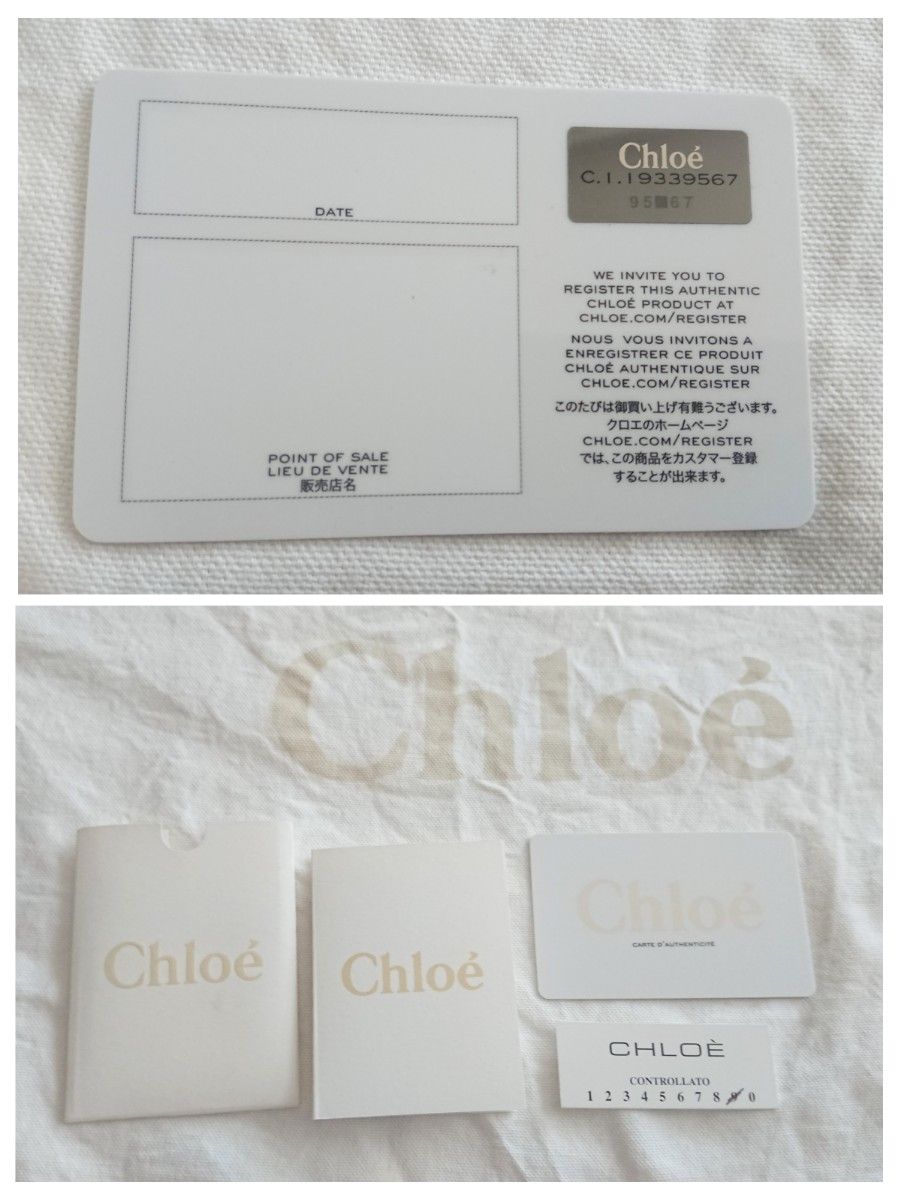 DATE
POINT OF SALE
LIEU DE VENTE
販売店名
Chloé
C.1.19339567
95■67
WE INVITE YOU TO
REGISTER THIS AUTHENTIC
CHLOÉ PRODUCT AT
CHLOE.COM/REGISTER
NOUS VOUS INVITONS A
ENREGISTRER CE PRODUIT
CHLOÉ AUTHENTIQUE SUR
CHLOE.COM/REGISTER
このたびは御買い上げ有難うございます。
クロエのホームページ
CHLOE.COM/REGISTER
では、この商品をカスタマー登録
することが出来ます。
Chloé
Chloé
Chloé
Chloé
CARTE D'AUTHENTICITÉ
CHLOÈ
CONTROLLATO
1 2 3 4 5 6 7 8 9 0